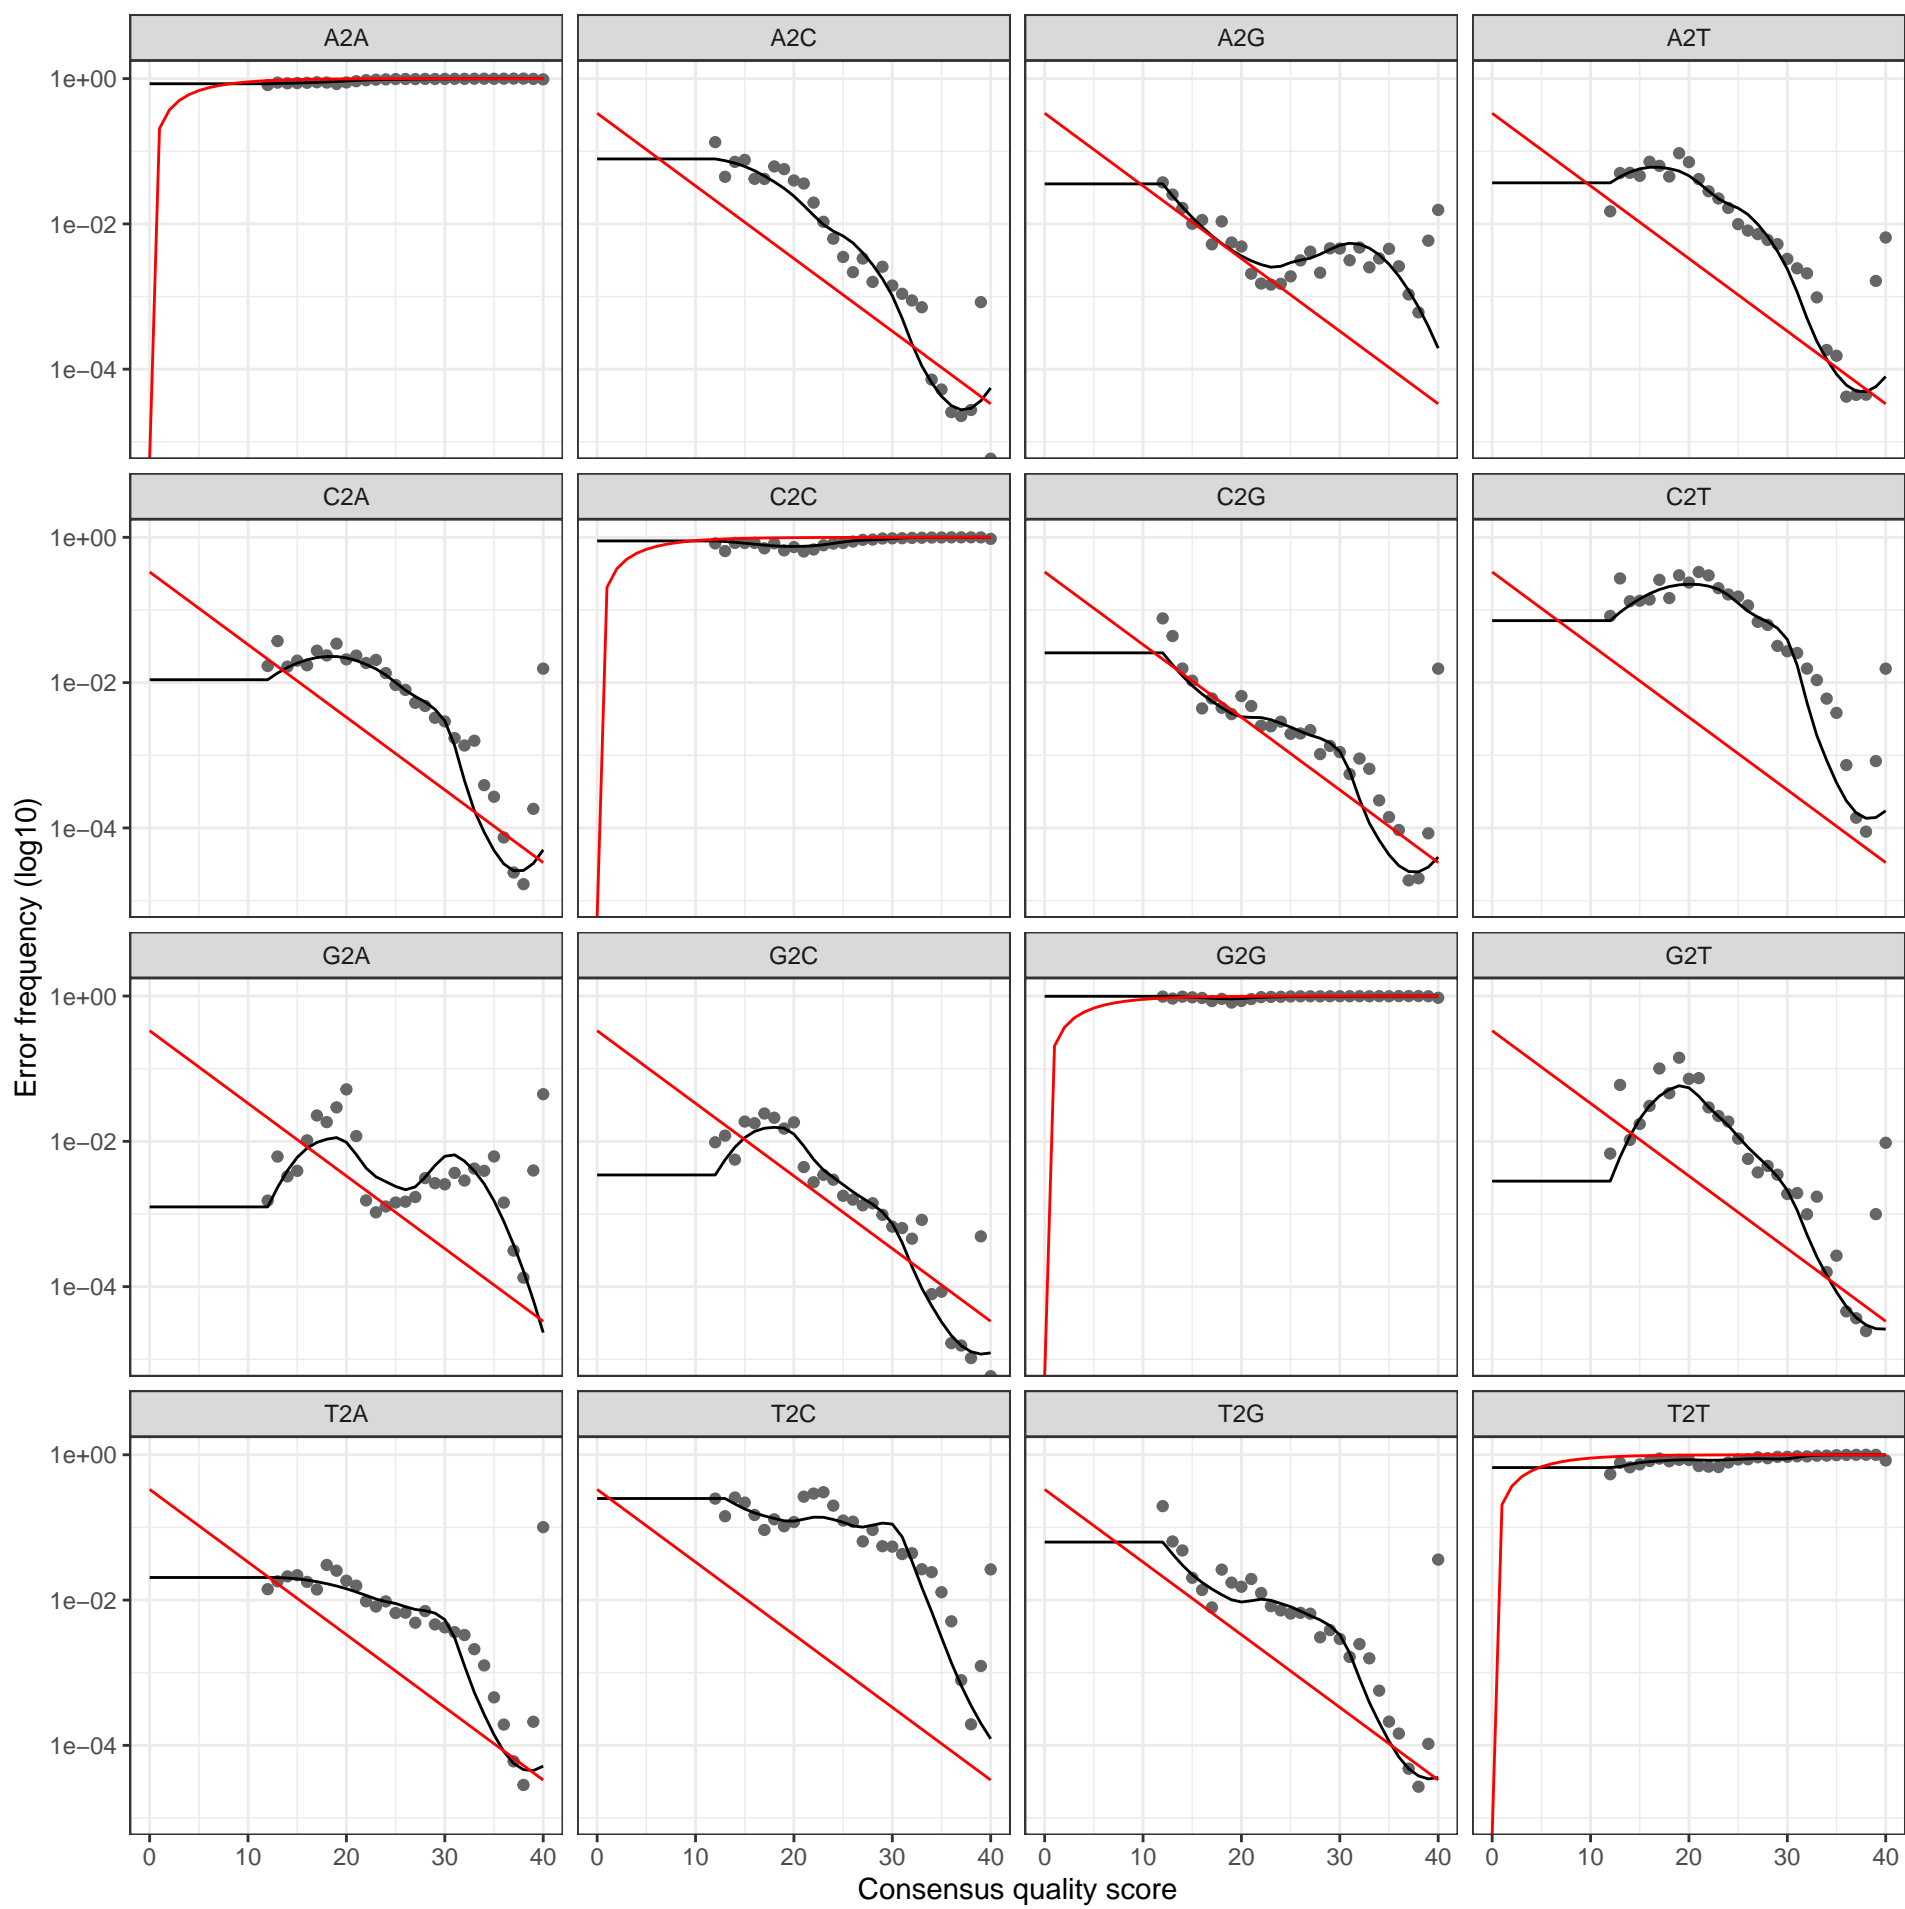 A2A A2C A2G A2T
1e+00
1e−02
1e−04
C2A C2C C2G C2T
1e+00
1e−02
1e−04
G2A G2C G2G G2T
1e+00
1e−02
1e−04
T2A T2C T2G T2T
1e+00
1e−02
1e−04
Error frequency (log10)
0 10 20 30 40 0 10 20 30 40 0 10 20 30 40 0 10 20 30 40
Consensus quality score